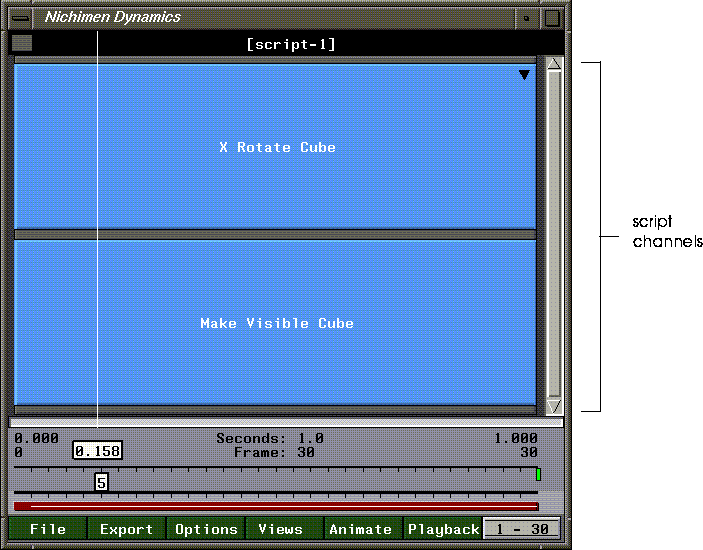 Nichimen Dynamics
[script-1]
X Rotate Cube
script
channels
Make Visible Cube
0.000 Seconds: 1.0 1.000
0 0.158 Frame: 30 30
5
File Export Options Views Animate Playback 1 - 30